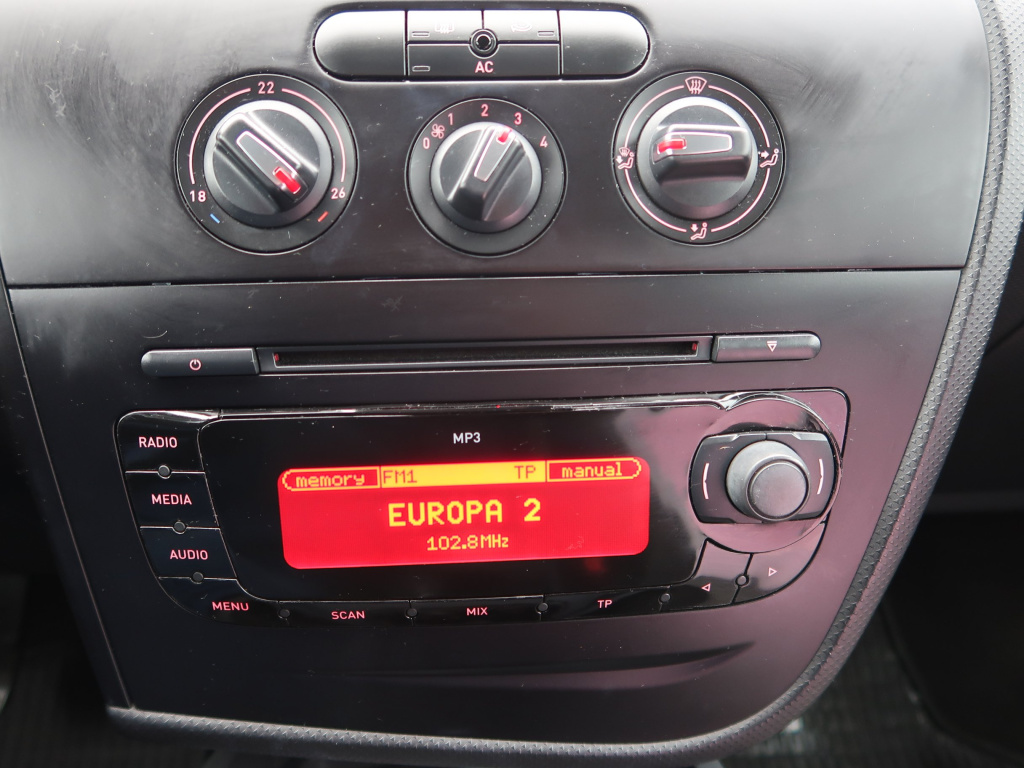 AC
22
18
26
0
1
2
3
4
MP3
RADIO
MEDIA
AUDIO
memory FM1 TP manual
EUROPA 2
102.8MHz
MENU
SCAN
MIX
TP